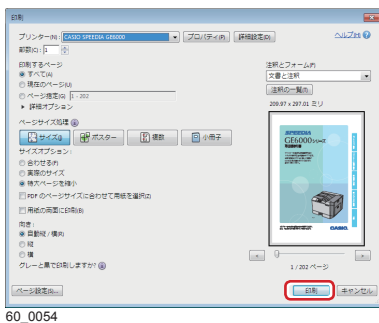 印刷
プリンター(N): CASIO SPEEDIA GE6000 プロパティ(P) 詳細設定(D) ヘルプ(H)
部数(C): 1
印刷するページ
すべて(A)
現在のページ(U)
ページ指定(G) 1 - 202
詳細オプション
ページサイズ処理
サイズ(I) ポスター 複数 小冊子
サイズオプション:
合わせる(F)
実際のサイズ
特大ページを縮小
PDF のページサイズに合わせて用紙を選択(Z)
用紙の両面に印刷(B)
向き:
自動縦 / 横(R)
縦
横
グレーと黒で印刷しますか?
注釈とフォーム(M)
文書と注釈
注釈の一覧(T)
209.97 x 297.01 ミリ
SPEEDIA
GE6000シリーズ
CASIO
1 / 202 ページ
ページ設定(S)... 印刷 キャンセル
60_0054